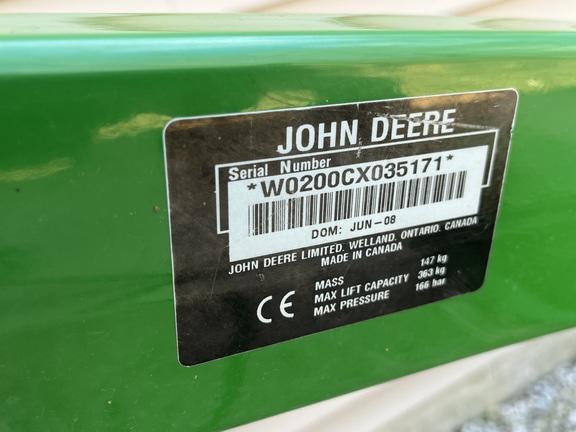 JOHN DEERE
Serial Number
*W0200CX035171*
DOM: JUN-08
JOHN DEERE LIMITED, WELLAND, ONTARIO, CANADA
MADE IN CANADA
MASS 147 kg
MAX LIFT CAPACITY 363 kg
MAX PRESSURE 166 bar
CE